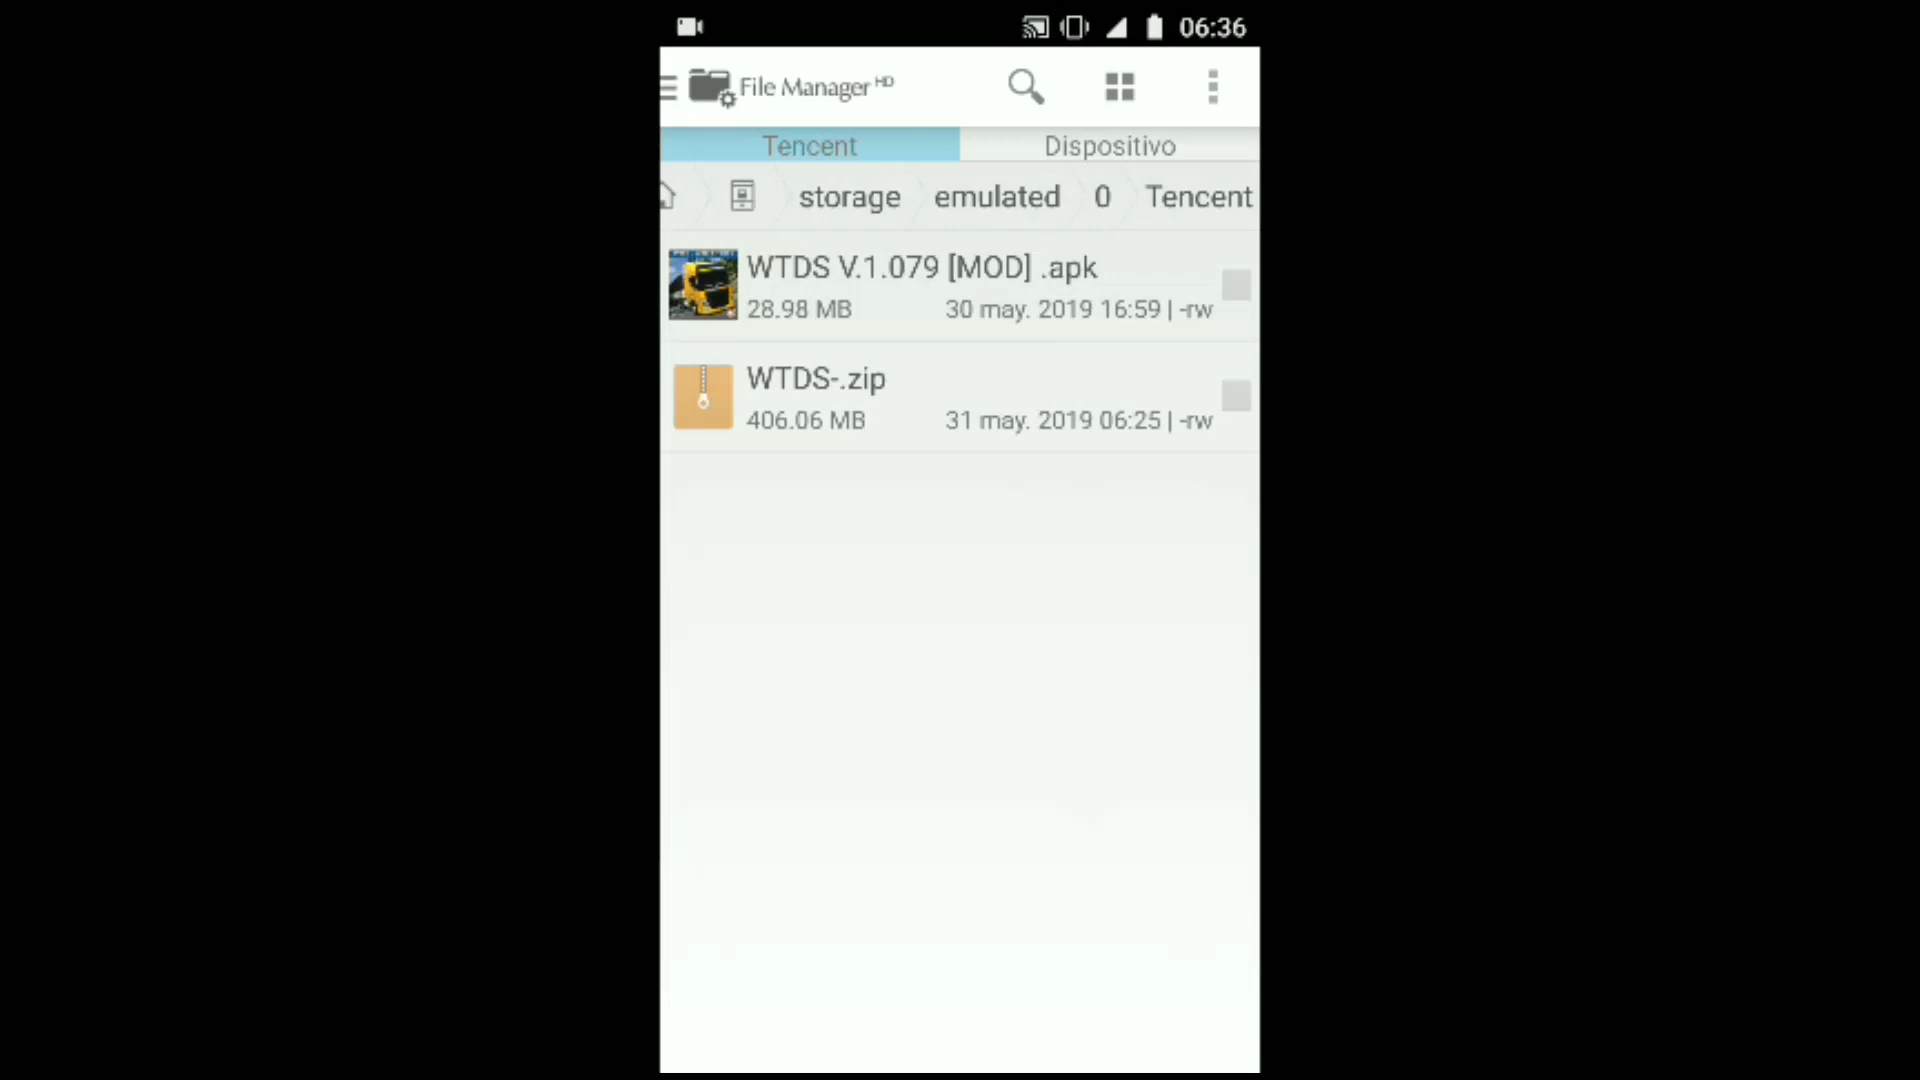 06:36
File Manager HD
Tencent Dispositivo
storage emulated 0 Tencent
WTDS V.1.079 [MOD] .apk
28.98 MB 30 may. 2019 16:59 | -rw
WTDS-.zip
406.06 MB 31 may. 2019 06:25 | -rw